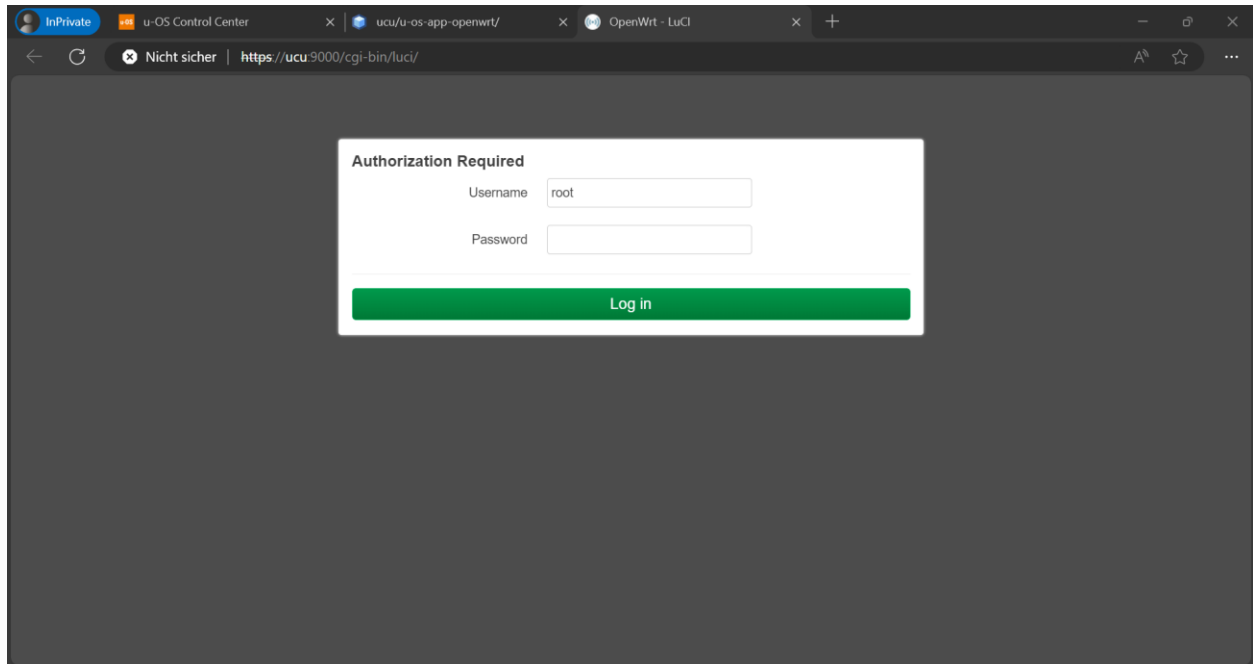 InPrivate u-OS Control Center ucu/u-os-app-openwrt/ OpenWrt - LuCI
Nicht sicher https://ucu:9000/cgi-bin/luci/
Authorization Required
Username root
Password
Log in